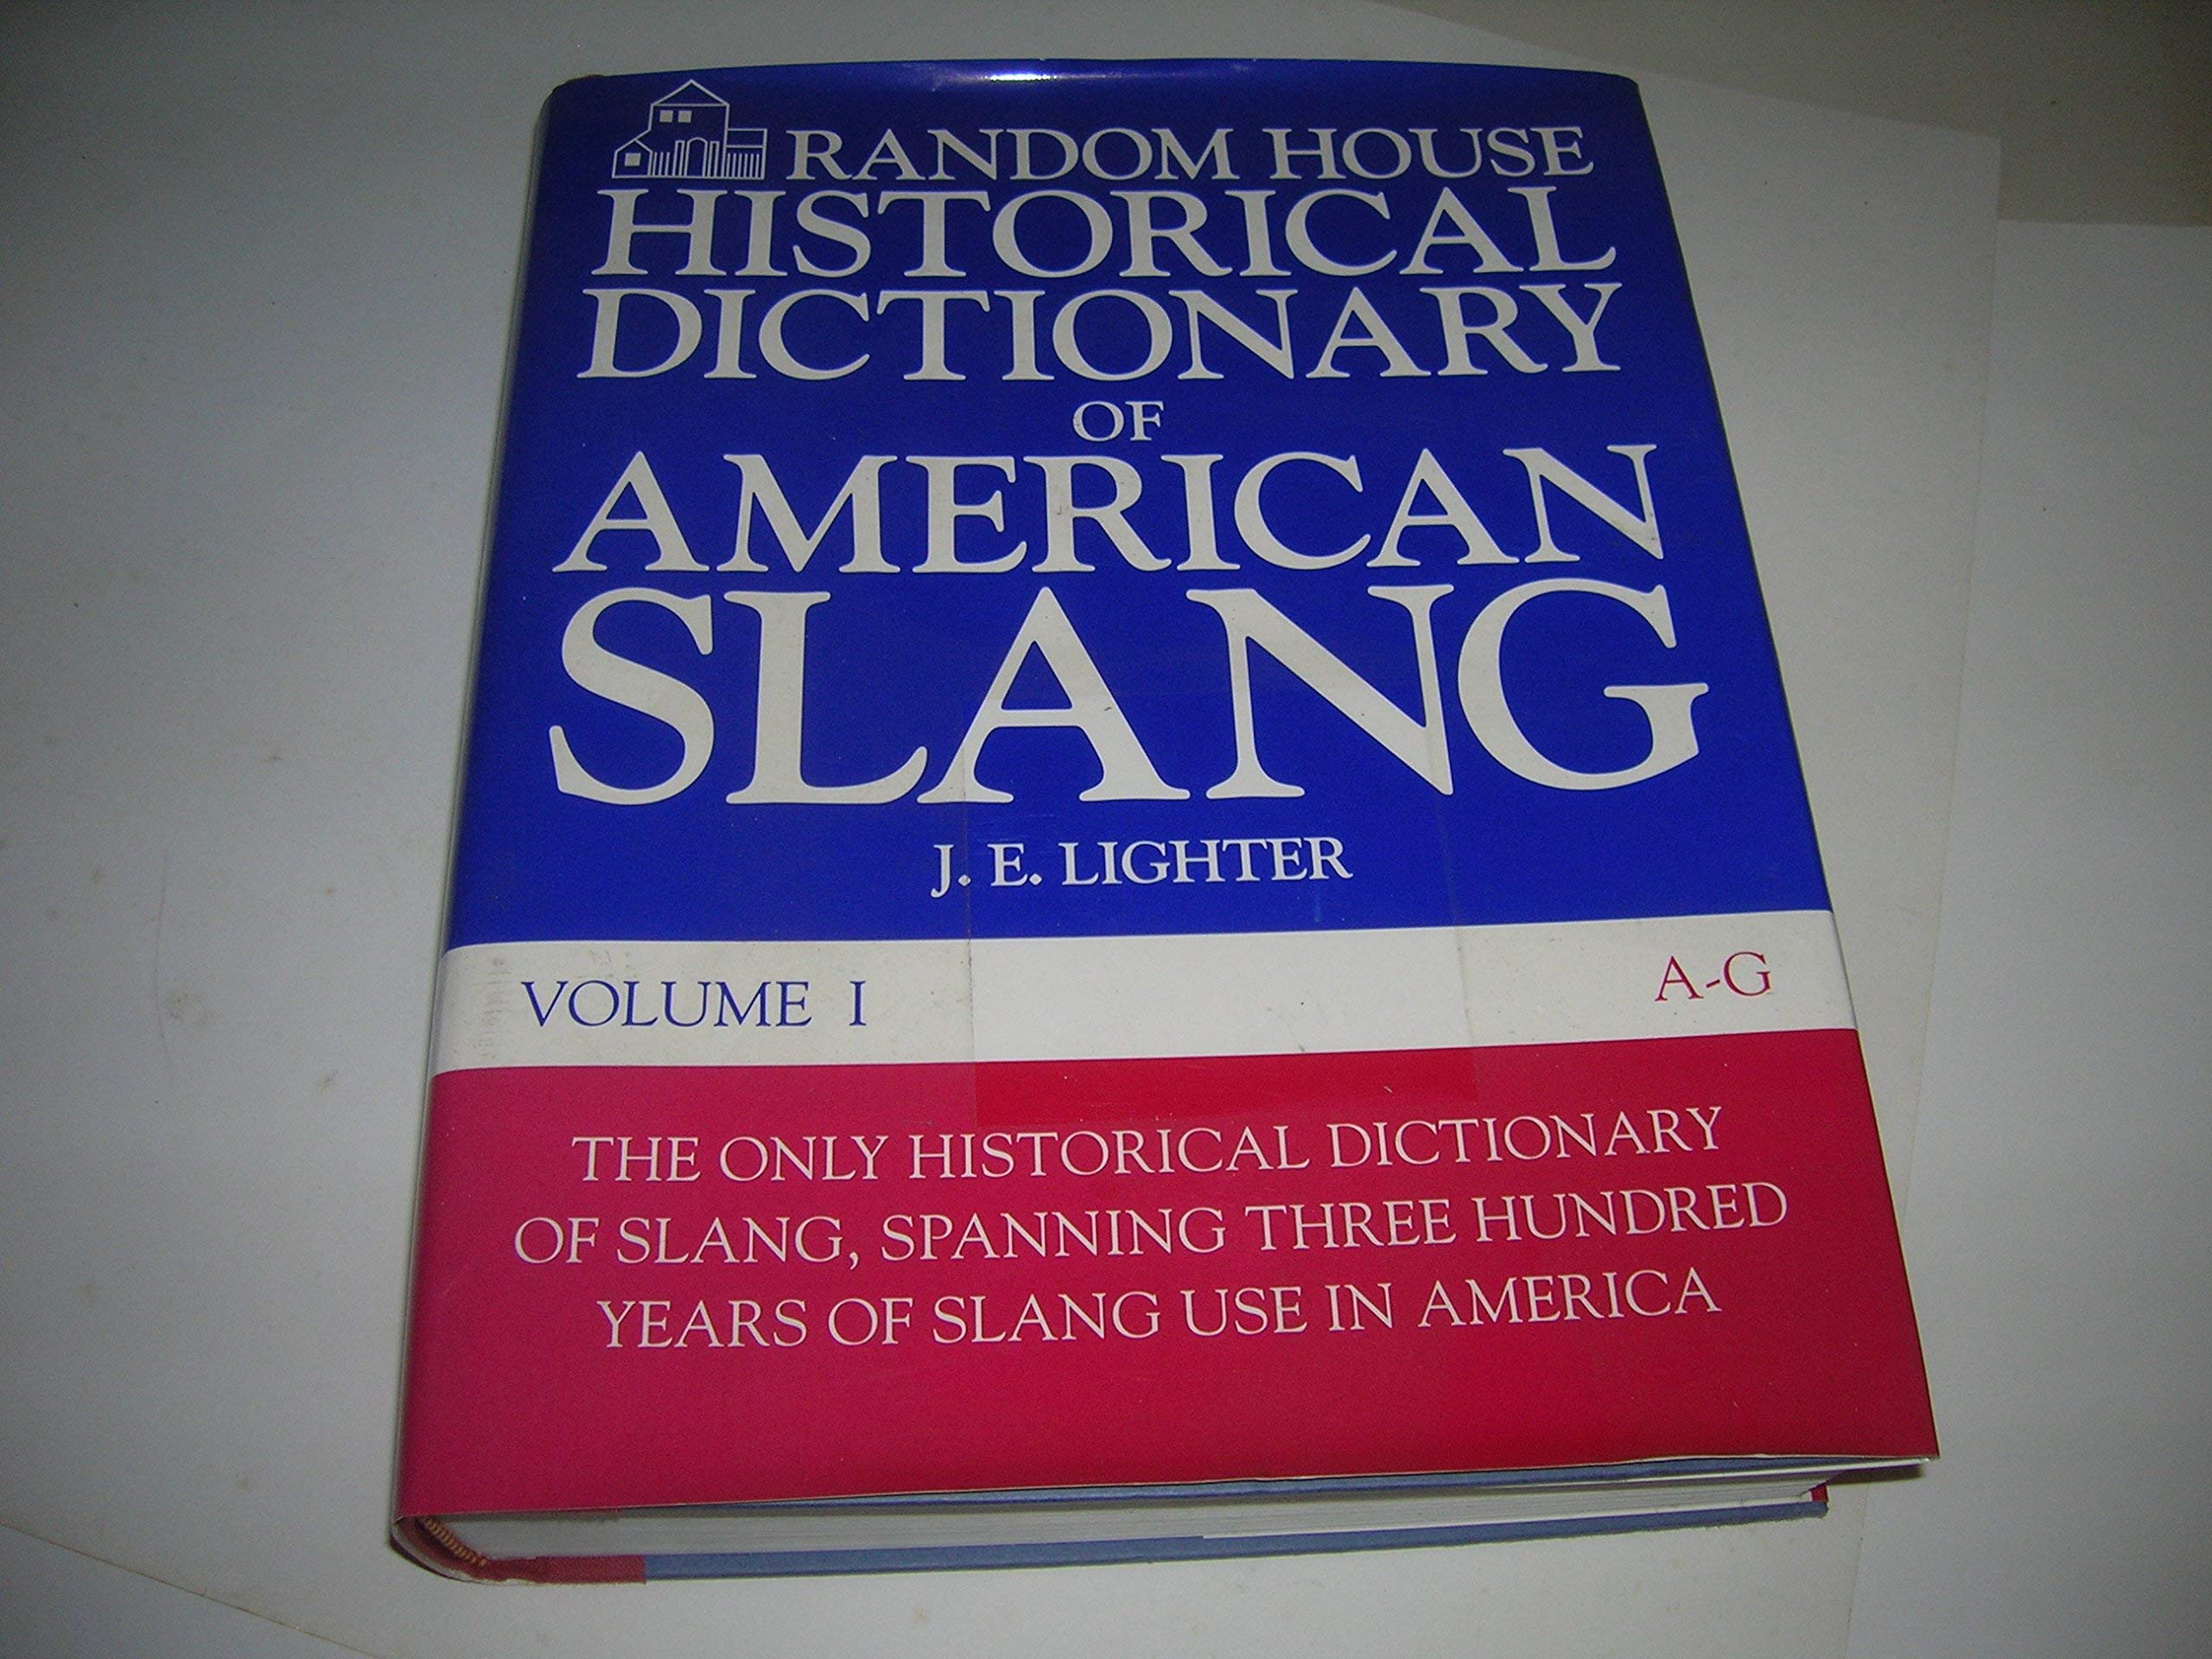 RANDOM HOUSE
HISTORICAL
DICTIONARY
OF
AMERICAN
SLANG
J. E. LIGHTER
VOLUME I A-G
THE ONLY HISTORICAL DICTIONARY
OF SLANG, SPANNING THREE HUNDRED
YEARS OF SLANG USE IN AMERICA